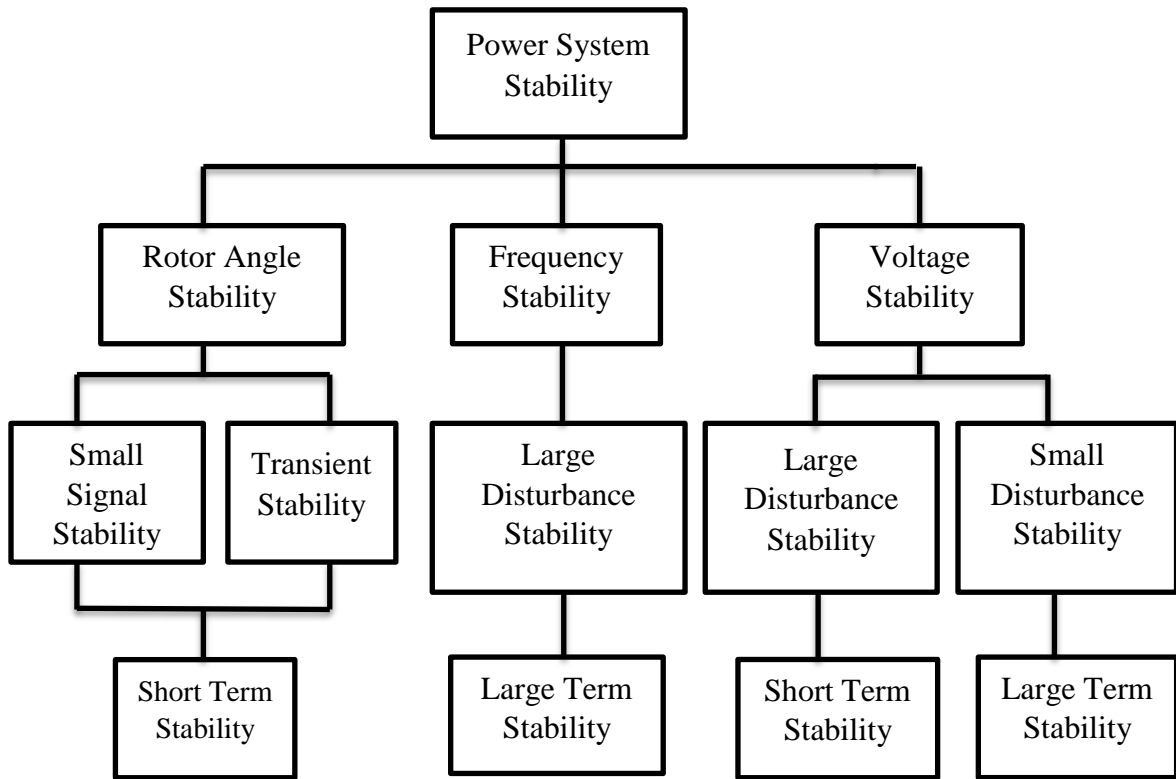 Power System
Stability
Rotor Angle
Stability
Frequency
Stability
Voltage
Stability
Small
Signal
Stability
Transient
Stability
Large
Disturbance
Stability
Large
Disturbance
Stability
Small
Disturbance
Stability
Short Term
Stability
Large Term
Stability
Short Term
Stability
Large Term
Stability